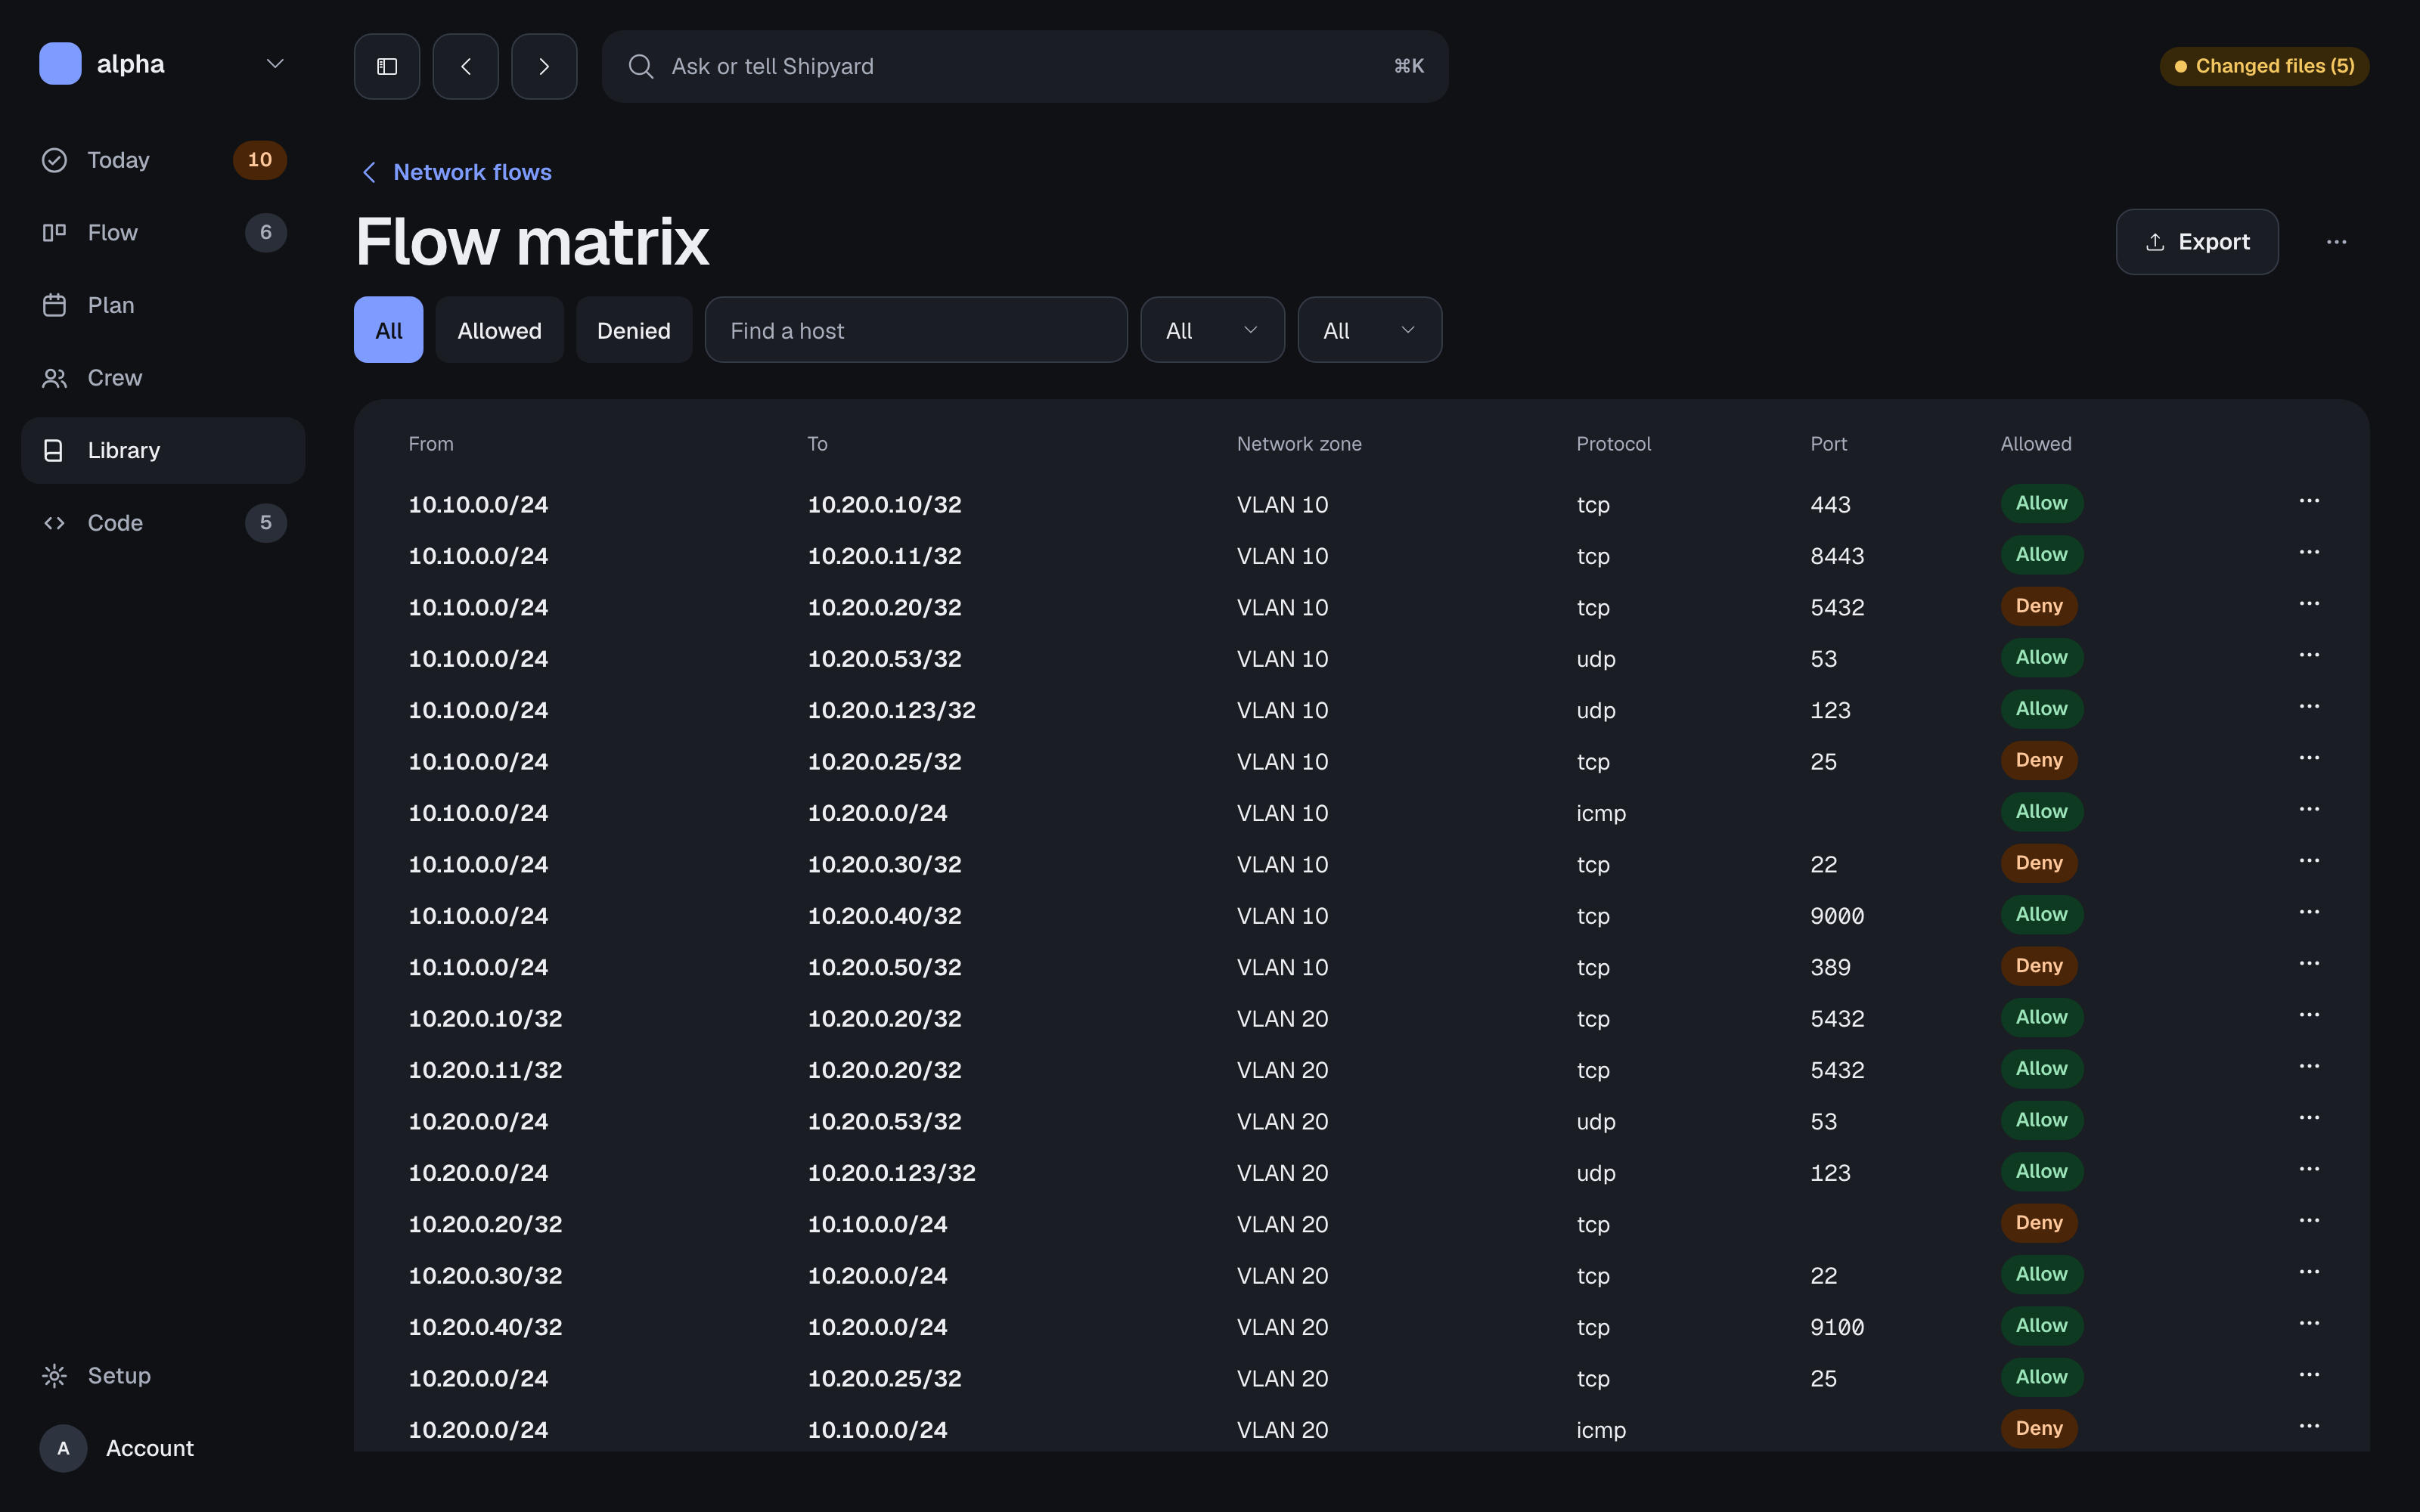 alpha
Ask or tell Shipyard ⌘K
Changed files (5)
Today 10
Flow 6
Plan
Crew
Library
Code 5
Setup
A Account
Network flows
Flow matrix
Export
All Allowed Denied Find a host All All
From To Network zone Protocol Port Allowed
10.10.0.0/24 10.20.0.10/32 VLAN 10 tcp 443 Allow
10.10.0.0/24 10.20.0.11/32 VLAN 10 tcp 8443 Allow
10.10.0.0/24 10.20.0.20/32 VLAN 10 tcp 5432 Deny
10.10.0.0/24 10.20.0.53/32 VLAN 10 udp 53 Allow
10.10.0.0/24 10.20.0.123/32 VLAN 10 udp 123 Allow
10.10.0.0/24 10.20.0.25/32 VLAN 10 tcp 25 Deny
10.10.0.0/24 10.20.0.0/24 VLAN 10 icmp Allow
10.10.0.0/24 10.20.0.30/32 VLAN 10 tcp 22 Deny
10.10.0.0/24 10.20.0.40/32 VLAN 10 tcp 9000 Allow
10.10.0.0/24 10.20.0.50/32 VLAN 10 tcp 389 Deny
10.20.0.10/32 10.20.0.20/32 VLAN 20 tcp 5432 Allow
10.20.0.11/32 10.20.0.20/32 VLAN 20 tcp 5432 Allow
10.20.0.0/24 10.20.0.53/32 VLAN 20 udp 53 Allow
10.20.0.0/24 10.20.0.123/32 VLAN 20 udp 123 Allow
10.20.0.20/32 10.10.0.0/24 VLAN 20 tcp Deny
10.20.0.30/32 10.20.0.0/24 VLAN 20 tcp 22 Allow
10.20.0.40/32 10.20.0.0/24 VLAN 20 tcp 9100 Allow
10.20.0.0/24 10.20.0.25/32 VLAN 20 tcp 25 Allow
10.20.0.0/24 10.10.0.0/24 VLAN 20 icmp Deny